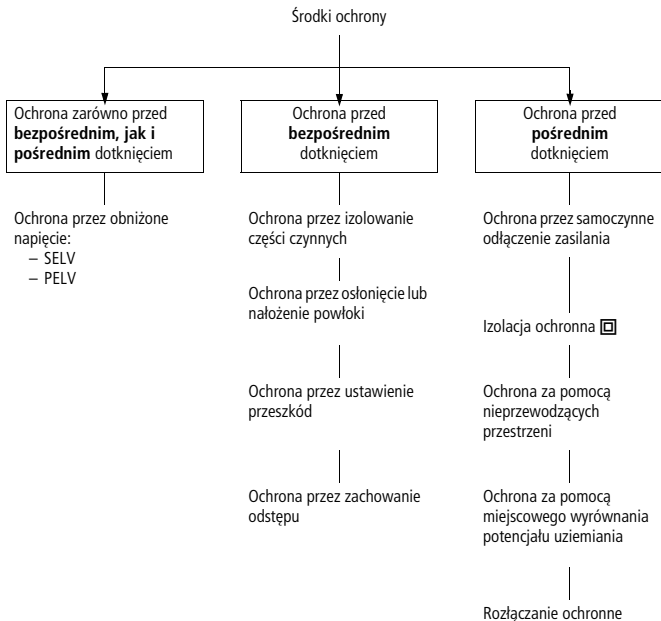 Środki ochrony
Ochrona zarówno przed
bezpośrednim, jak i
pośrednim dotknięciem
Ochrona przez obniżone
napięcie:
– SELV
– PELV
Ochrona przed
bezpośrednim
dotknięciem
Ochrona przez izolowanie
części czynnych
Ochrona przez osłonięcie lub
nałożenie powłoki
Ochrona przez ustawienie
przeszkód
Ochrona przez zachowanie
odstępu
Ochrona przed
pośrednim
dotknięciem
Ochrona przez samoczynne
odłączenie zasilania
Izolacja ochronna
Ochrona za pomocą
nieprzewodzących
przestrzeni
Ochrona za pomocą
miejscowego wyrównania
potencjału uziemiania
Rozłączanie ochronne